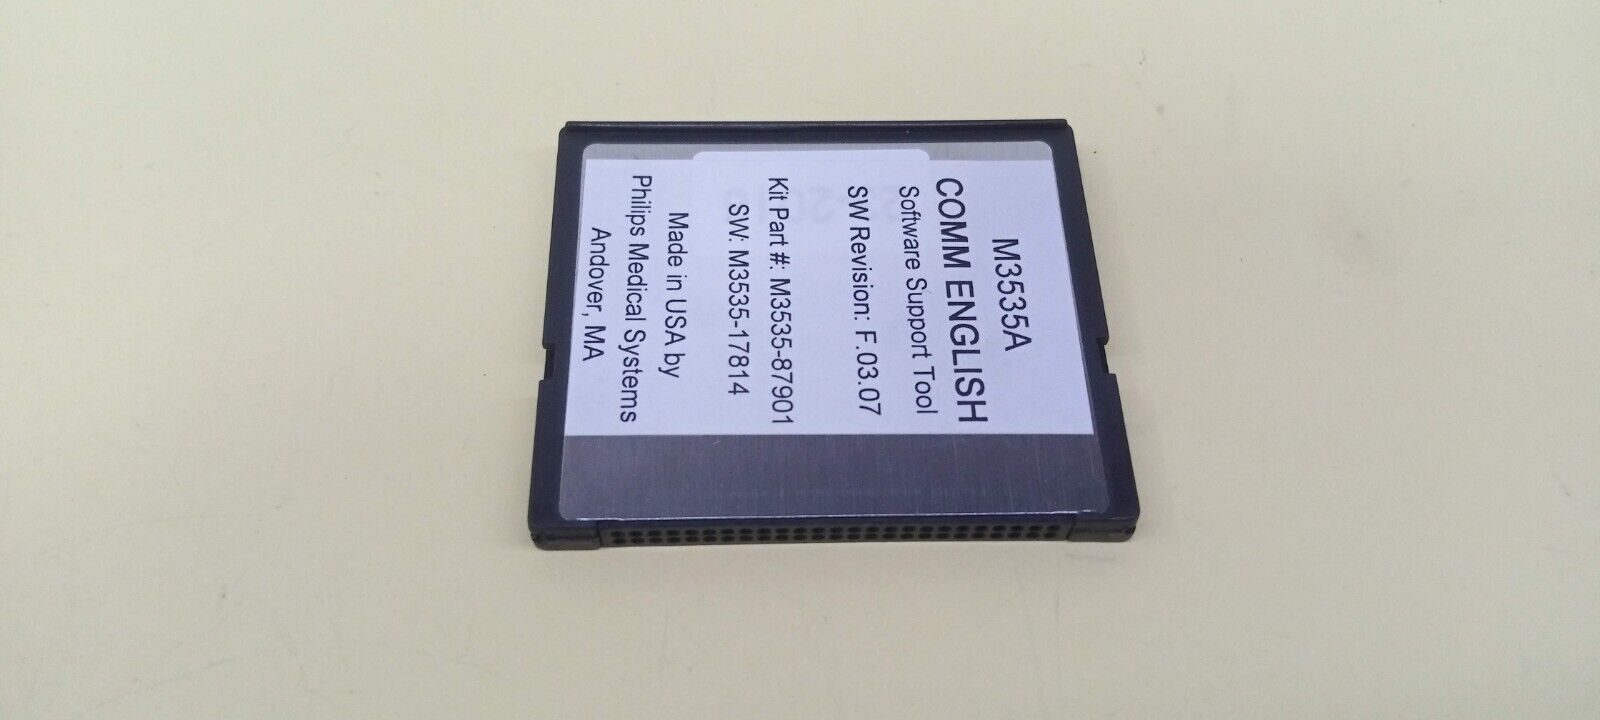 M3535A
COMM ENGLISH
Software Support Tool
SW Revision: F.03.07
Kit Part #: M3535-87901
SW: M3535-17814
Made in USA by
Philips Medical Systems
Andover, MA